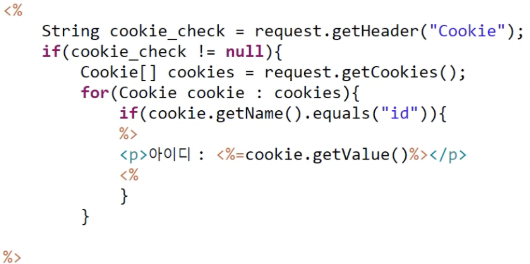 <%
    String cookie_check = request.getHeader("Cookie");
    if(cookie_check != null){
        Cookie[] cookies = request.getCookies();
        for(Cookie cookie : cookies){
            if(cookie.getName().equals("id")){
            %>
            <p>아이디 : <%=cookie.getValue()%></p>
            <%
            }
        }

%>